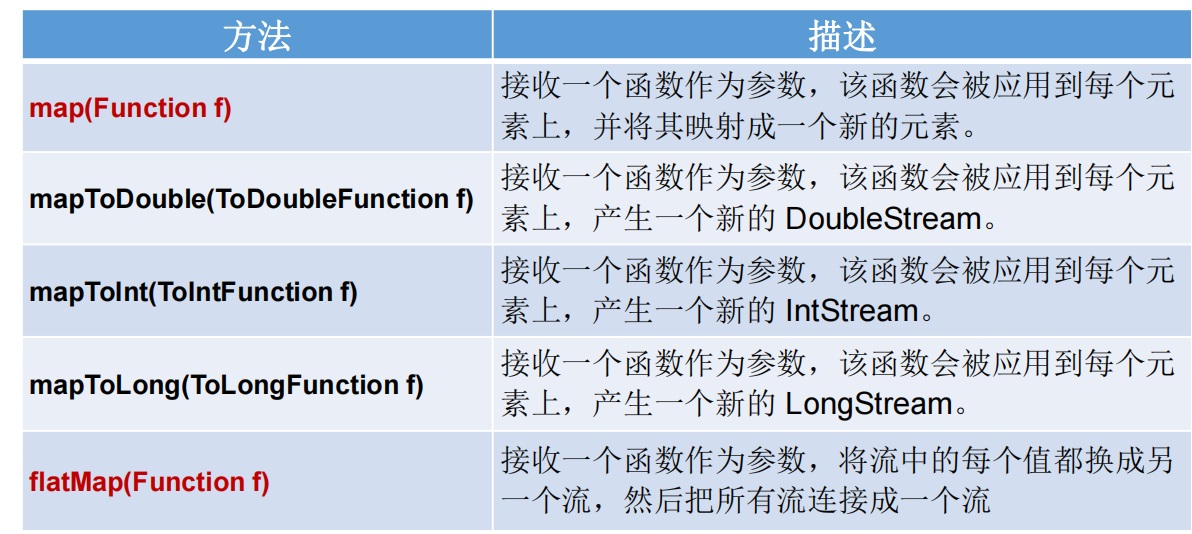 方法
描述
map(Function f)
接收一个函数作为参数，该函数会被应用到每个元
素上，并将其映射成一个新的元素。
mapToDouble(ToDoubleFunction f)
接收一个函数作为参数，该函数会被应用到每个元
素上，产生一个新的 DoubleStream。
mapToInt(ToIntFunction f)
接收一个函数作为参数，该函数会被应用到每个元
素上，产生一个新的 IntStream。
mapToLong(ToLongFunction f)
接收一个函数作为参数，该函数会被应用到每个元
素上，产生一个新的 LongStream。
flatMap(Function f)
接收一个函数作为参数，将流中的每个值都换成另
一个流，然后把所有流连接成一个流